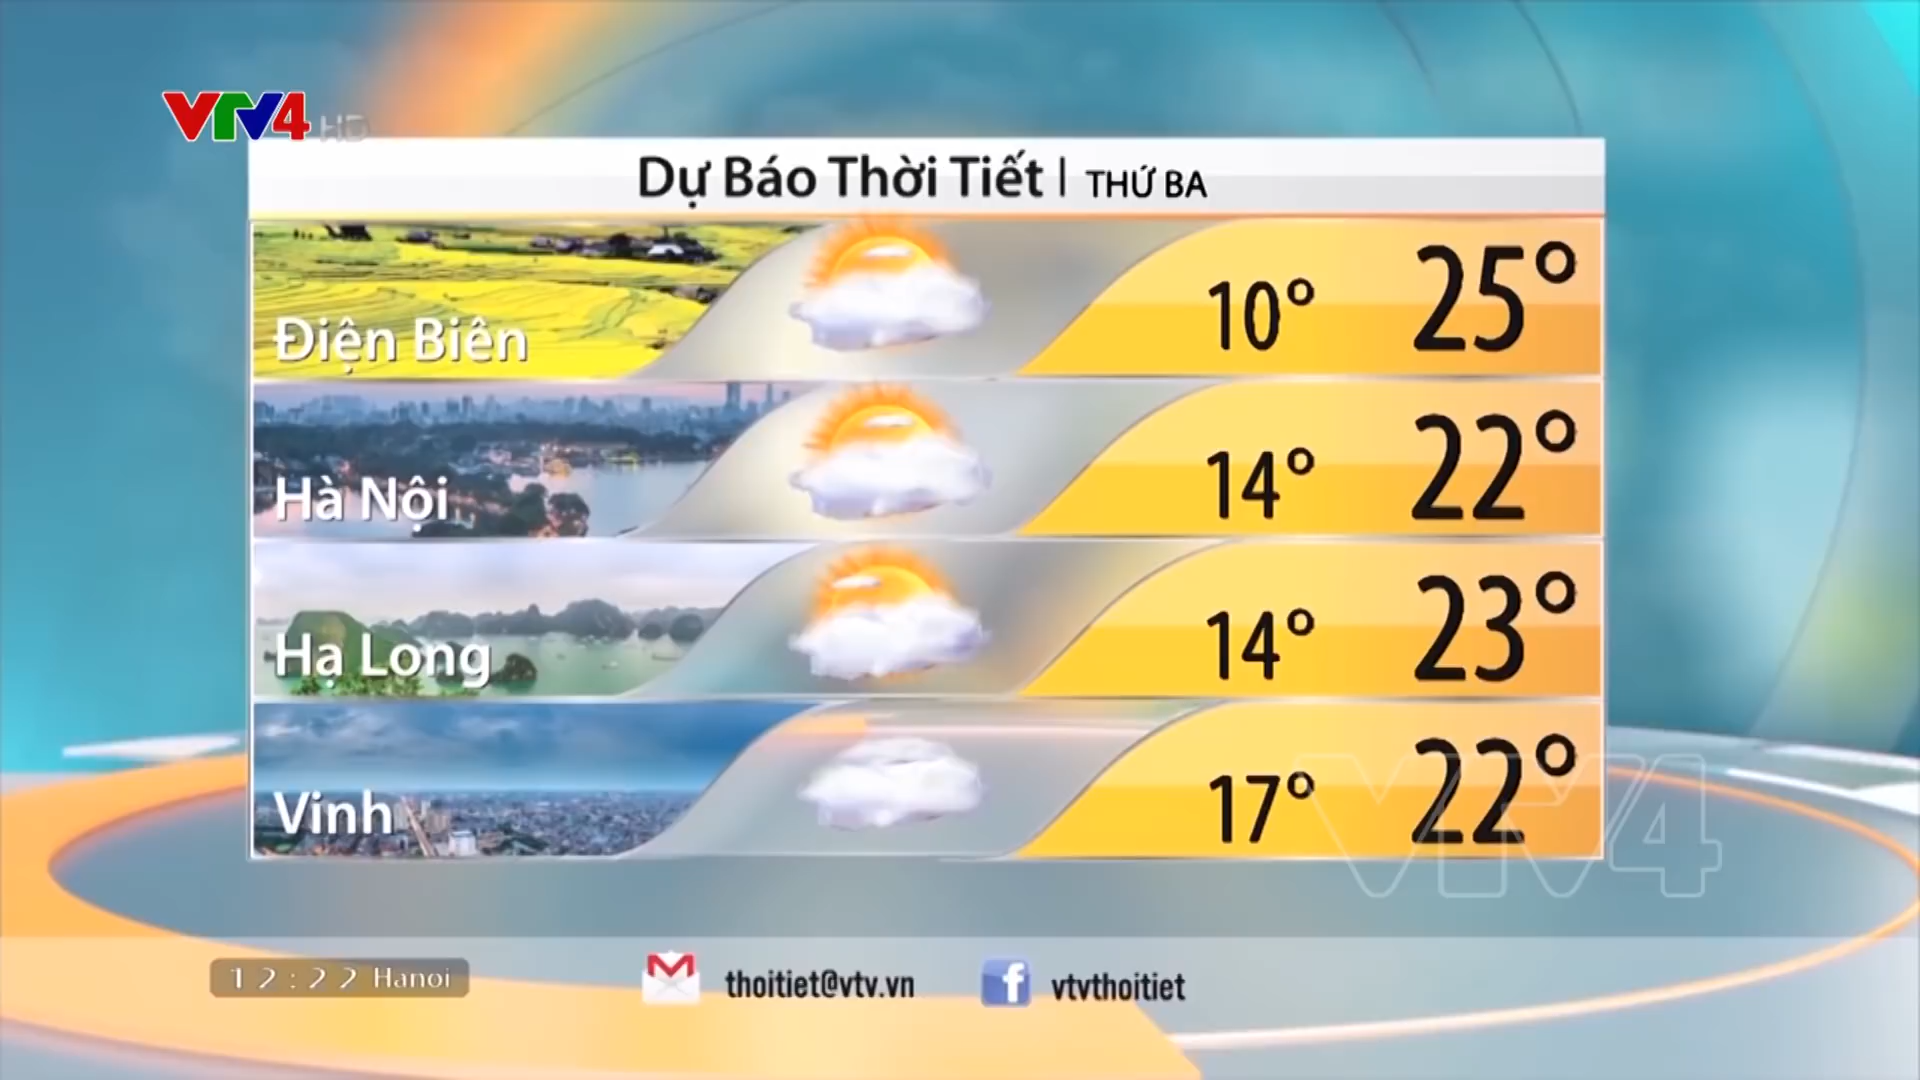 VTV4 HD
Dự Báo Thời Tiết | THỨ BA
Điện Biên 10° 25°
Hà Nội 14° 22°
Hạ Long 14° 23°
Vinh 17° 22°
VTV4
12:22 Hanoi thoitiet@vtv.vn f vtvthoitiet